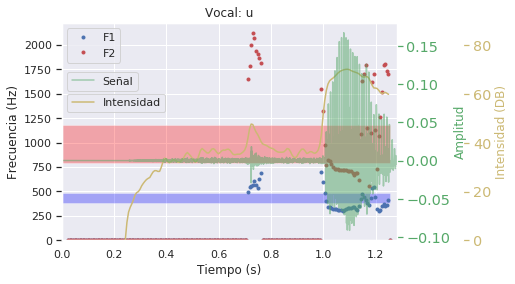 Vocal: u
F1
F2
Señal
Intensidad
Frecuencia (Hz)
2000
1750
1500
1250
1000
750
500
250
0
0.0 0.2 0.4 0.6 0.8 1.0 1.2
Tiempo (s)
0.15
0.10
0.05
0.00
−0.05
−0.10
Amplitud
80
60
40
20
0
Intensidad (DB)